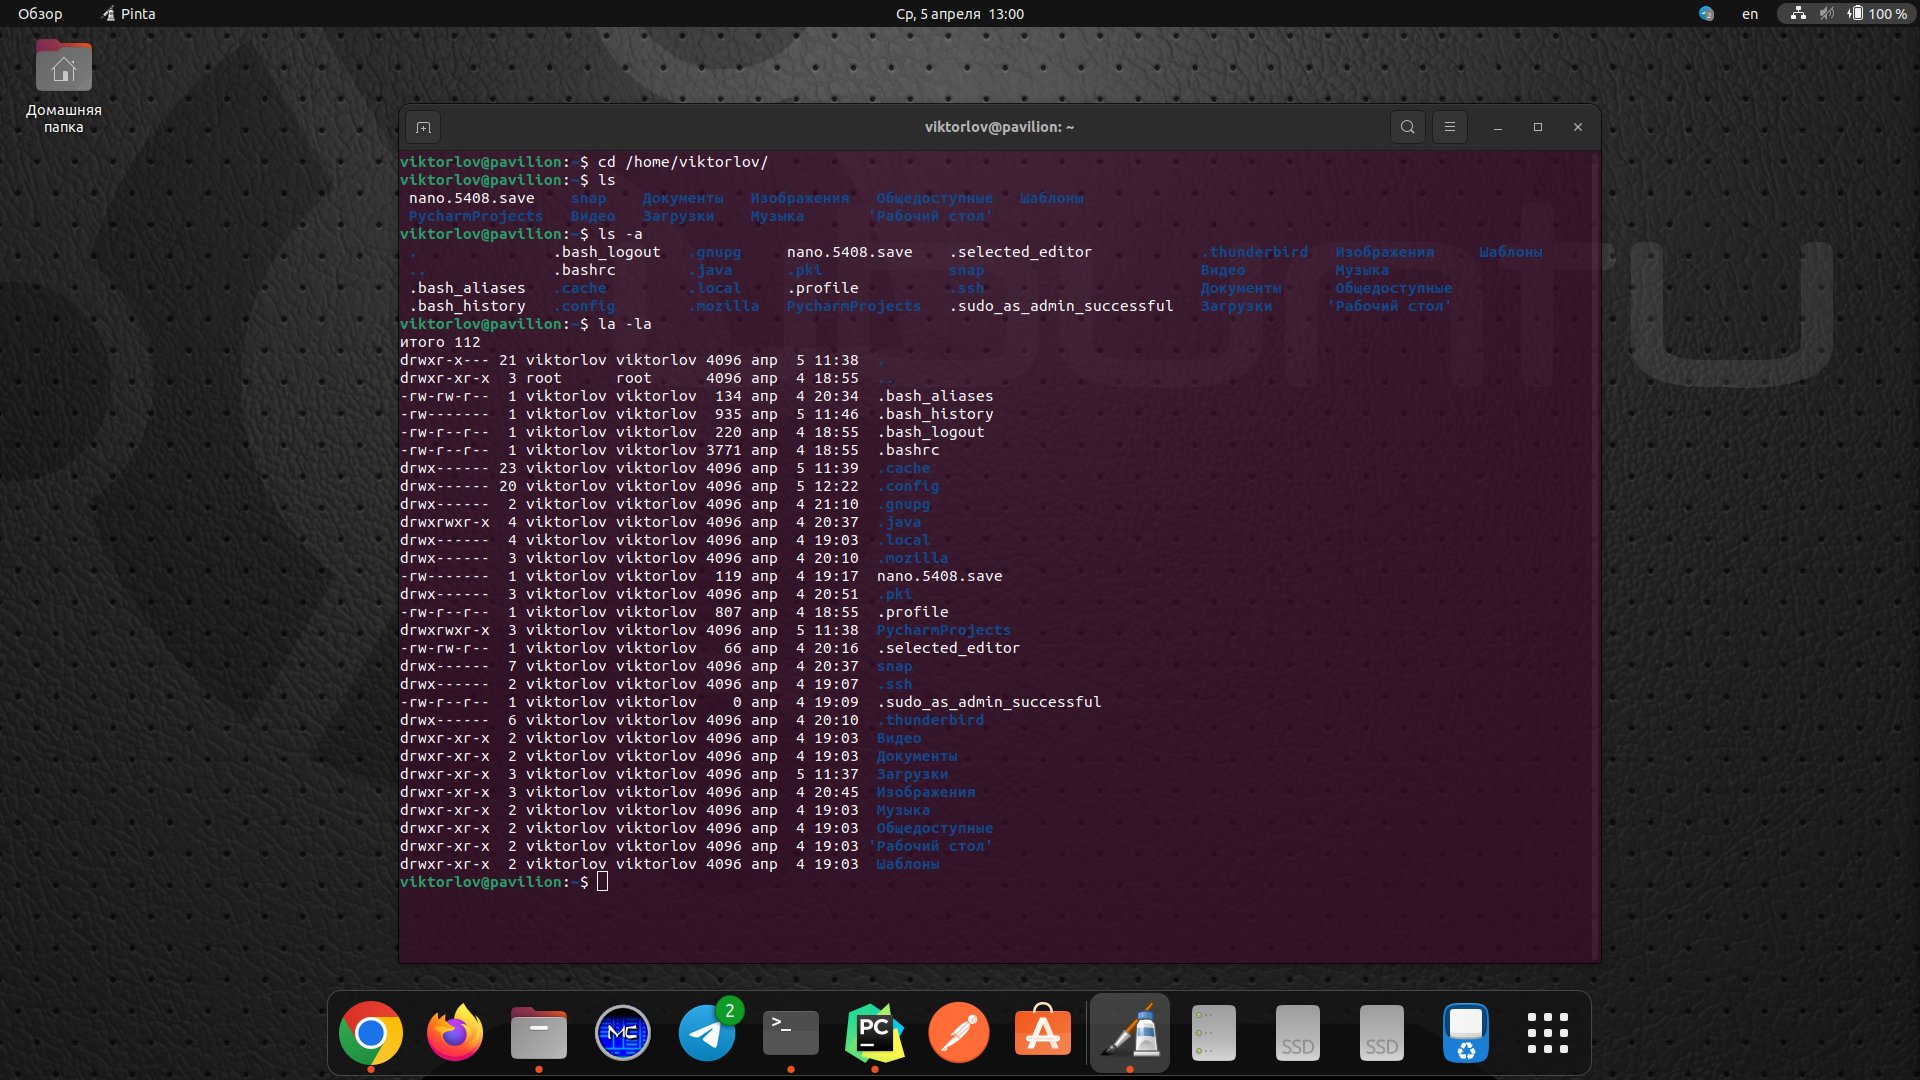 Обзор Pinta Ср, 5 апреля 13:00 en 100 %
Домашняя
папка
viktorlov@pavilion: ~
viktorlov@pavilion:~$ cd /home/viktorlov/
viktorlov@pavilion:~$ ls
nano.5408.save snap Документы Изображения Общедоступные Шаблоны
PycharmProjects Видео Загрузки Музыка 'Рабочий стол'
viktorlov@pavilion:~$ ls -a
. .bash_logout .gnupg nano.5408.save .selected_editor .thunderbird Изображения Шаблоны
.. .bashrc .java .pki snap Видео Музыка
.bash_aliases .cache .local .profile .ssh Документы Общедоступные
.bash_history .config .mozilla PycharmProjects .sudo_as_admin_successful Загрузки 'Рабочий стол'
viktorlov@pavilion:~$ la -la
итого 112
drwxr-x--- 21 viktorlov viktorlov 4096 апр 5 11:38 .
drwxr-xr-x 3 root root 4096 апр 4 18:55 ..
-rw-rw-r-- 1 viktorlov viktorlov 134 апр 4 20:34 .bash_aliases
-rw------- 1 viktorlov viktorlov 935 апр 5 11:46 .bash_history
-rw-r--r-- 1 viktorlov viktorlov 220 апр 4 18:55 .bash_logout
-rw-r--r-- 1 viktorlov viktorlov 3771 апр 4 18:55 .bashrc
drwx------ 23 viktorlov viktorlov 4096 апр 5 11:39 .cache
drwx------ 20 viktorlov viktorlov 4096 апр 5 12:22 .config
drwx------ 2 viktorlov viktorlov 4096 апр 4 21:10 .gnupg
drwxrwxr-x 4 viktorlov viktorlov 4096 апр 4 20:37 .java
drwx------ 4 viktorlov viktorlov 4096 апр 4 19:03 .local
drwx------ 3 viktorlov viktorlov 4096 апр 4 20:10 .mozilla
-rw------- 1 viktorlov viktorlov 119 апр 4 19:17 nano.5408.save
drwx------ 3 viktorlov viktorlov 4096 апр 4 20:51 .pki
-rw-r--r-- 1 viktorlov viktorlov 807 апр 4 18:55 .profile
drwxrwxr-x 3 viktorlov viktorlov 4096 апр 5 11:38 PycharmProjects
-rw-rw-r-- 1 viktorlov viktorlov 66 апр 4 20:16 .selected_editor
drwx------ 7 viktorlov viktorlov 4096 апр 4 20:37 snap
drwx------ 2 viktorlov viktorlov 4096 апр 4 19:07 .ssh
-rw-r--r-- 1 viktorlov viktorlov 0 апр 4 19:09 .sudo_as_admin_successful
drwx------ 6 viktorlov viktorlov 4096 апр 4 20:10 .thunderbird
drwxr-xr-x 2 viktorlov viktorlov 4096 апр 4 19:03 Видео
drwxr-xr-x 2 viktorlov viktorlov 4096 апр 4 19:03 Документы
drwxr-xr-x 3 viktorlov viktorlov 4096 апр 5 11:37 Загрузки
drwxr-xr-x 3 viktorlov viktorlov 4096 апр 4 20:45 Изображения
drwxr-xr-x 2 viktorlov viktorlov 4096 апр 4 19:03 Музыка
drwxr-xr-x 2 viktorlov viktorlov 4096 апр 4 19:03 Общедоступные
drwxr-xr-x 2 viktorlov viktorlov 4096 апр 4 19:03 'Рабочий стол'
drwxr-xr-x 2 viktorlov viktorlov 4096 апр 4 19:03 Шаблоны
viktorlov@pavilion:~$
MC 2 >_ PC SSD SSD